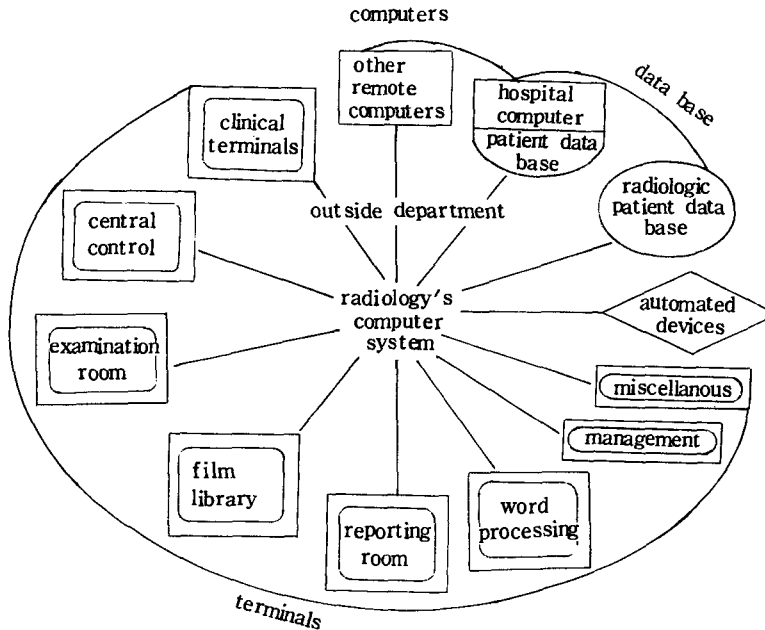 computers
other
remote
computers
data base
hospital
computer
patient data
base
clinical
terminals
radiologic
patient data
base
outside department
central
control
radiology's
computer
system
automated
devices
examination
room
miscellanous
management
film
library
word
processing
reporting
room
terminals